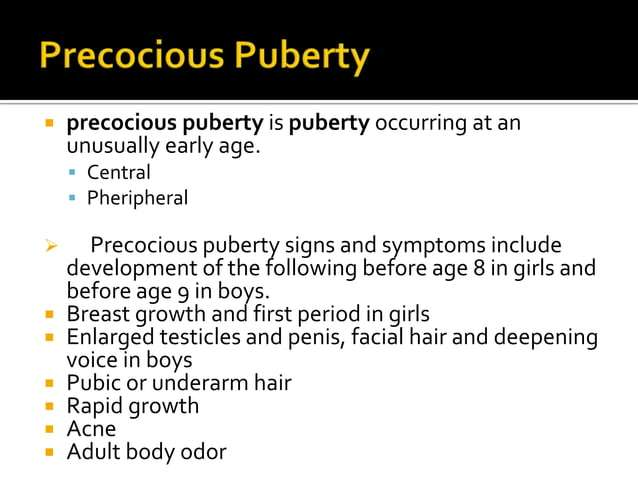 Precocious Puberty
precocious puberty is puberty occurring at an
unusually early age.
Central
Pheripheral
Precocious puberty signs and symptoms include
development of the following before age 8 in girls and
before age 9 in boys.
Breast growth and first period in girls
Enlarged testicles and penis, facial hair and deepening
voice in boys
Pubic or underarm hair
Rapid growth
Acne
Adult body odor